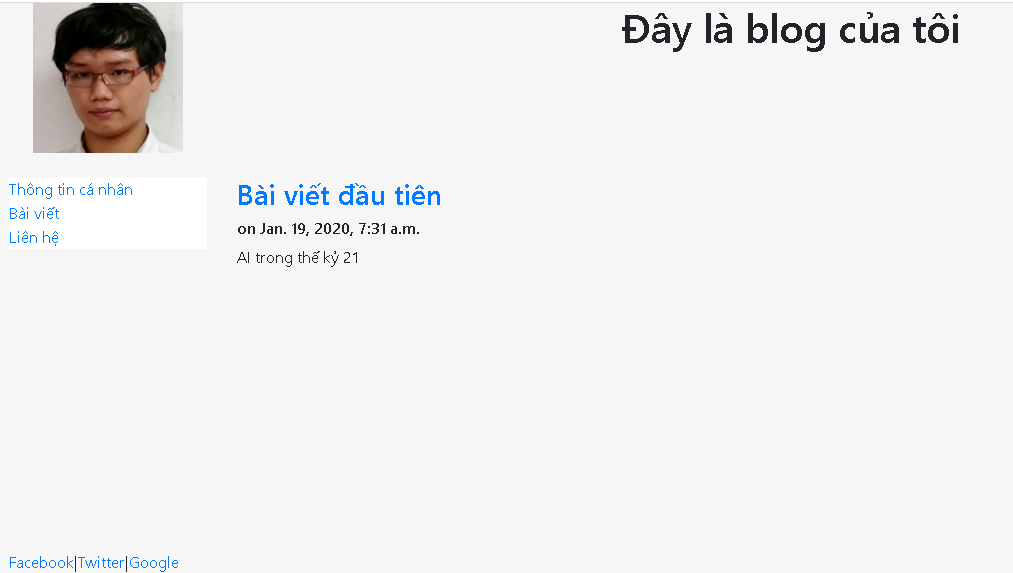 Đây là blog của tôi
Thông tin cá nhân
Bài viết
Liên hệ
Bài viết đầu tiên
on Jan. 19, 2020, 7:31 a.m.
AI trong thế kỷ 21
Facebook|Twitter|Google